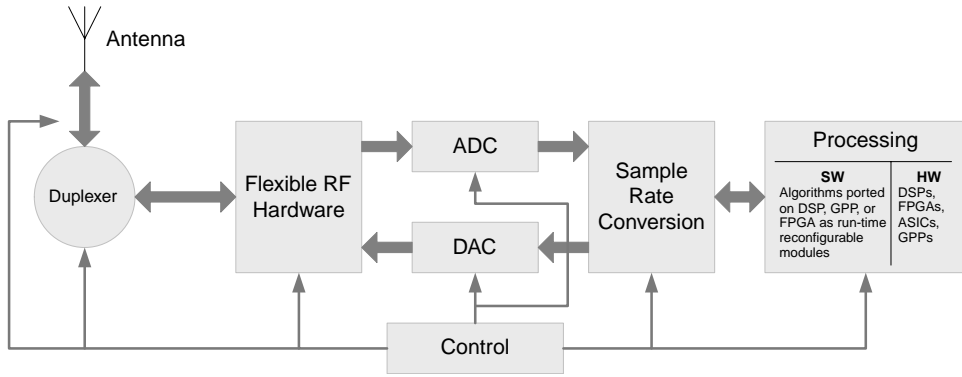 Antenna
Duplexer
Flexible RF
Hardware
ADC
DAC
Sample
Rate
Conversion
Processing
SW
Algorithms ported
on DSP, GPP, or
FPGA as run-time
reconfigurable
modules
HW
DSPs,
FPGAs,
ASICs,
GPPs
Control